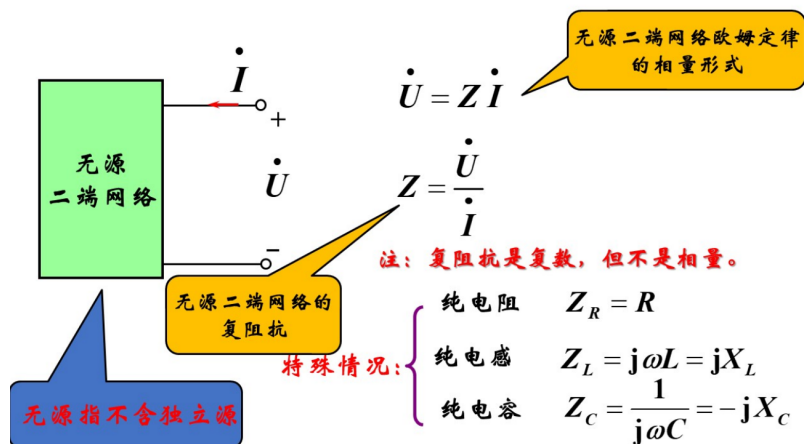 İ
+
无源
二端网络
U̇
−
无源二端网络欧姆定律
的相量形式
U̇ = Z İ
Z = U̇ / İ
注：复阻抗是复数，但不是相量。
无源二端网络的
复阻抗
无源指不含独立源
特殊情况：
纯电阻 Z_R = R
纯电感 Z_L = jωL = jX_L
纯电容 Z_C = 1 / jωC = −jX_C